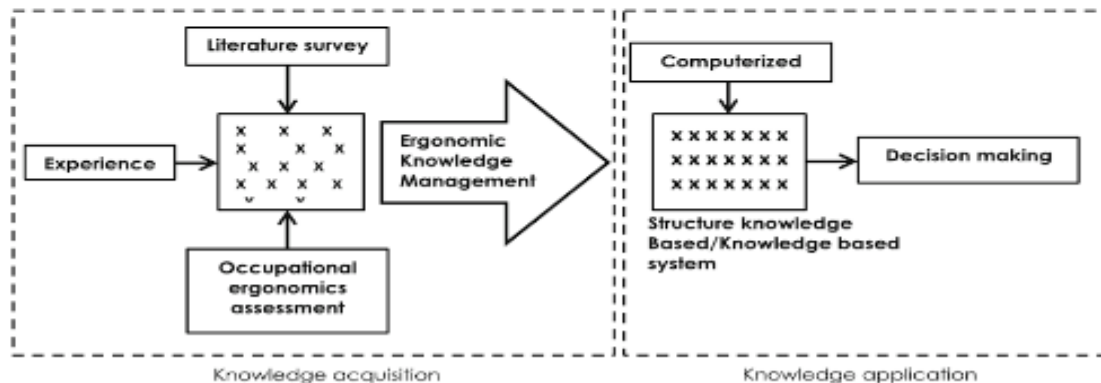 Literature survey
Computerized
x x x
x x x
x x x
x x x x
x x x x x x x
x x x x x x x
x x x x x x x
Experience
Ergonomic
Knowledge
Management
Decision making
Structure knowledge
Based/Knowledge based
system
Occupational
ergonomics
assessment
Knowledge acquisition
Knowledge application